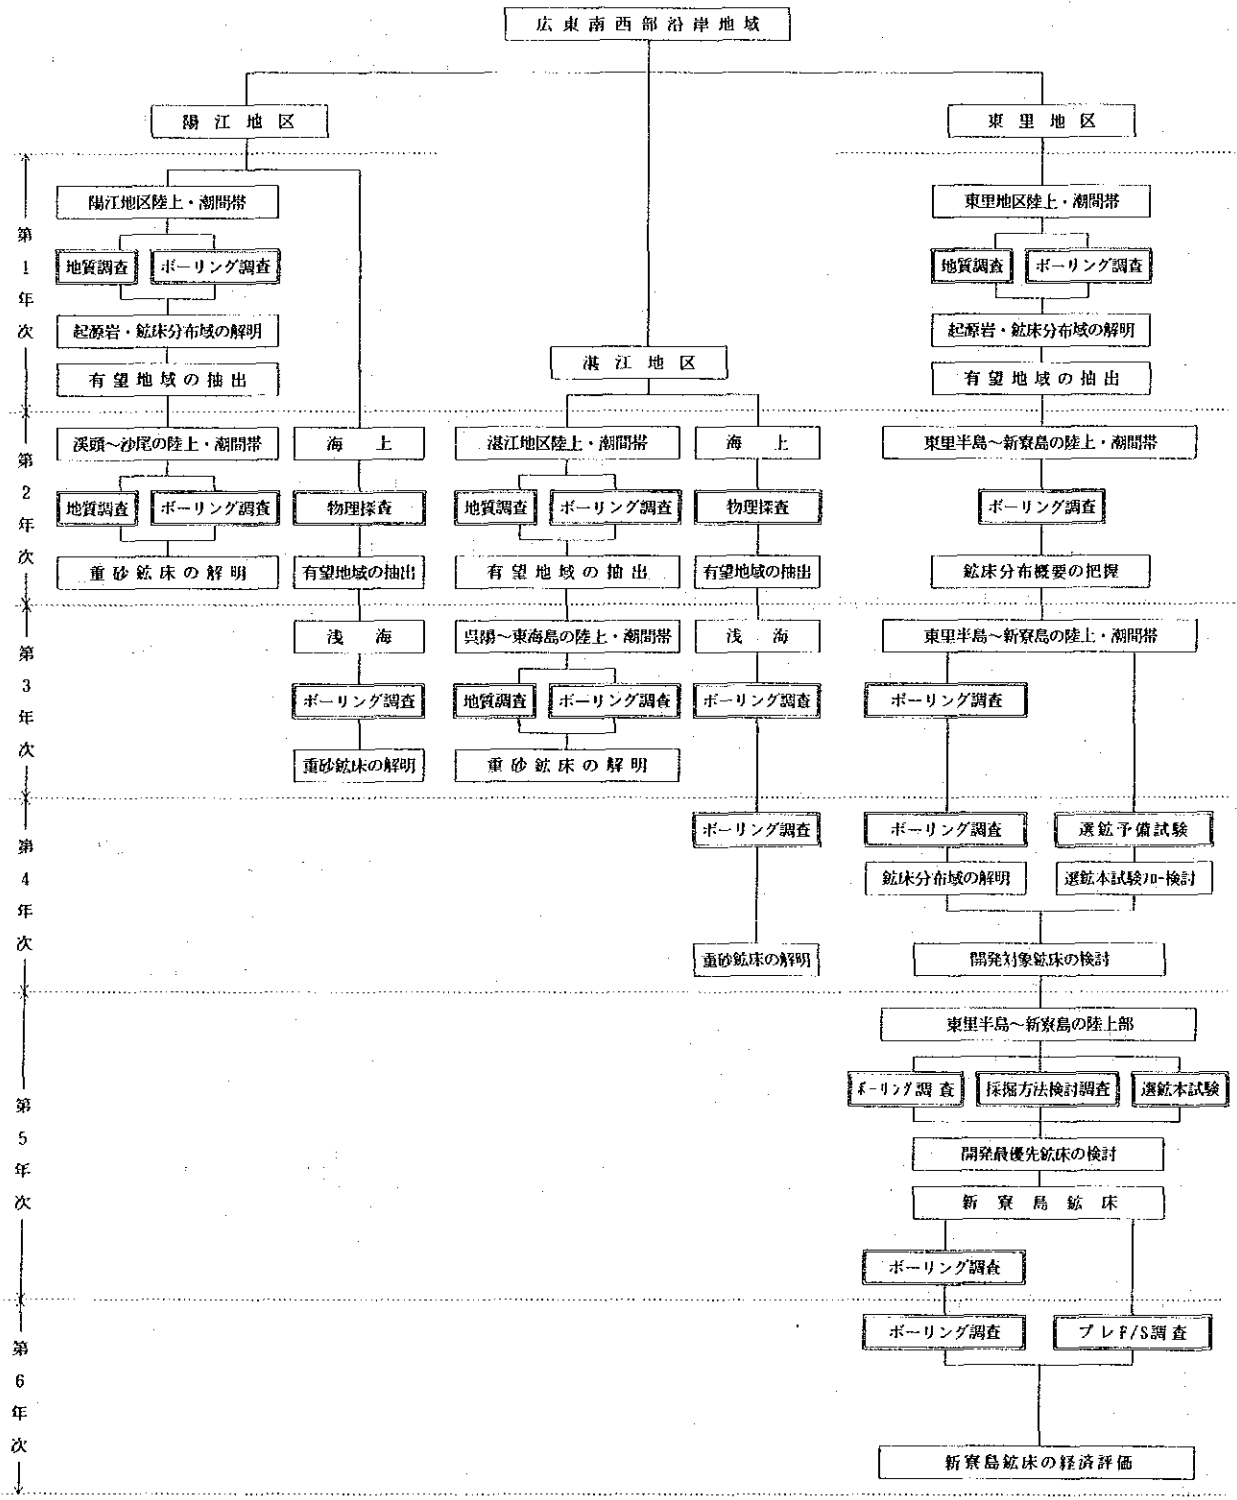 広東南西部沿岸地域
陽江地区
東里地区
第1年次
陽江地区陸上・潮間帯
東里地区陸上・潮間帯
地質調査 ボーリング調査
地質調査 ボーリング調査
起源岩・鉱床分布域の解明
起源岩・鉱床分布域の解明
湛江地区
有望地域の抽出
有望地域の抽出
第2年次
渓頭～沙尾の陸上・潮間帯 海上 湛江地区陸上・潮間帯 海上 東里半島～新寮島の陸上・潮間帯
地質調査 ボーリング調査 物理探査 地質調査 ボーリング調査 物理探査 ボーリング調査
重砂鉱床の解明 有望地域の抽出 有望地域の抽出 有望地域の抽出 鉱床分布概要の把握
第3年次
浅海 呉陽～東海島の陸上・潮間帯 浅海 東里半島～新寮島の陸上・潮間帯
ボーリング調査 地質調査 ボーリング調査 ボーリング調査 ボーリング調査
重砂鉱床の解明 重砂鉱床の解明
第4年次
ボーリング調査 ボーリング調査 選鉱予備試験
鉱床分布域の解明 選鉱本試験ﾌﾛｰ検討
重砂鉱床の解明 開発対象鉱床の検討
第5年次
東里半島～新寮島の陸上部
ボーリング調査 採掘方法検討調査 選鉱本試験
開発最優先鉱床の検討
新寮島鉱床
ボーリング調査
第6年次
ボーリング調査 プレF/S調査
新寮島鉱床の経済評価